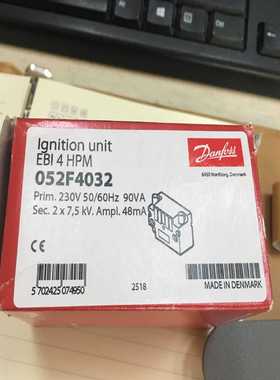 Ignition unit
EBI 4 HPM
052F4032
Prim. 230V 50/60Hz 90VA
Sec. 2 x 7,5 kV. Ampl. 48mA
Danfoss
6430 Nordborg, Denmark
CE
5 702425 074950
2518
MADE IN DENMARK